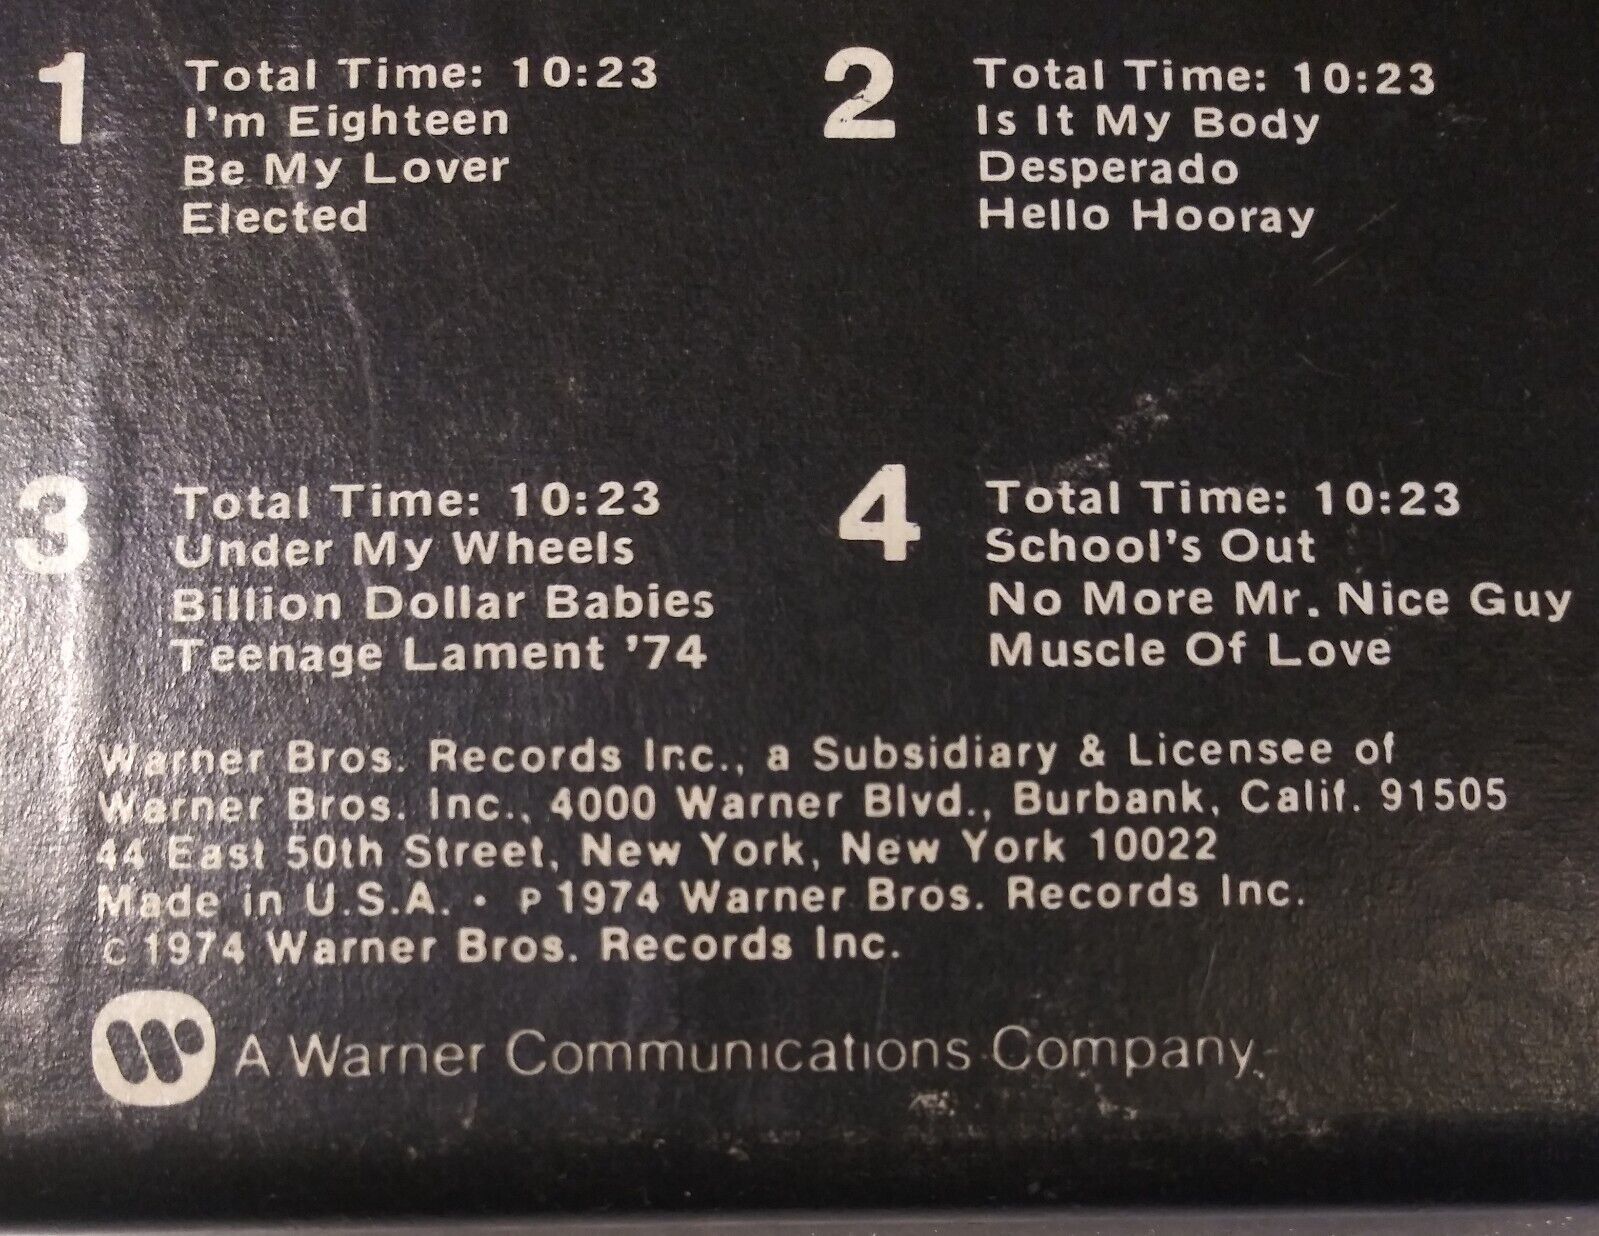 1
Total Time: 10:23
I'm Eighteen
Be My Lover
Elected
2
Total Time: 10:23
Is It My Body
Desperado
Hello Hooray
3
Total Time: 10:23
Under My Wheels
Billion Dollar Babies
Teenage Lament '74
4
Total Time: 10:23
School's Out
No More Mr. Nice Guy
Muscle Of Love
Warner Bros. Records Inc., a Subsidiary & Licensee of
Warner Bros. Inc., 4000 Warner Blvd., Burbank, Calif. 91505
44 East 50th Street, New York, New York 10022
Made in U.S.A. · P 1974 Warner Bros. Records Inc.
C 1974 Warner Bros. Records Inc.
A Warner Communications Company